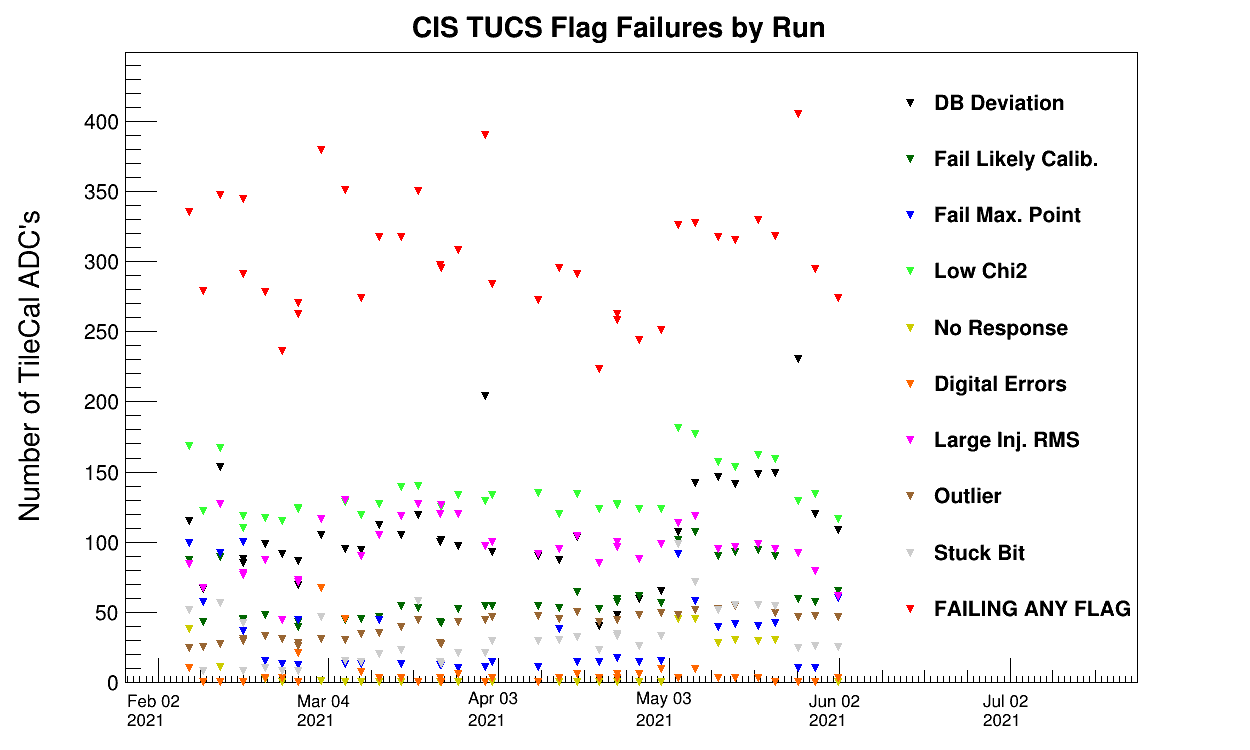 CIS TUCS Flag Failures by Run
Number of TileCal ADC's
400
350
300
250
200
150
100
50
0
DB Deviation
Fail Likely Calib.
Fail Max. Point
Low Chi2
No Response
Digital Errors
Large Inj. RMS
Outlier
Stuck Bit
FAILING ANY FLAG
Feb 02 Mar 04 Apr 03 May 03 Jun 02 Jul 02
2021 2021 2021 2021 2021 2021